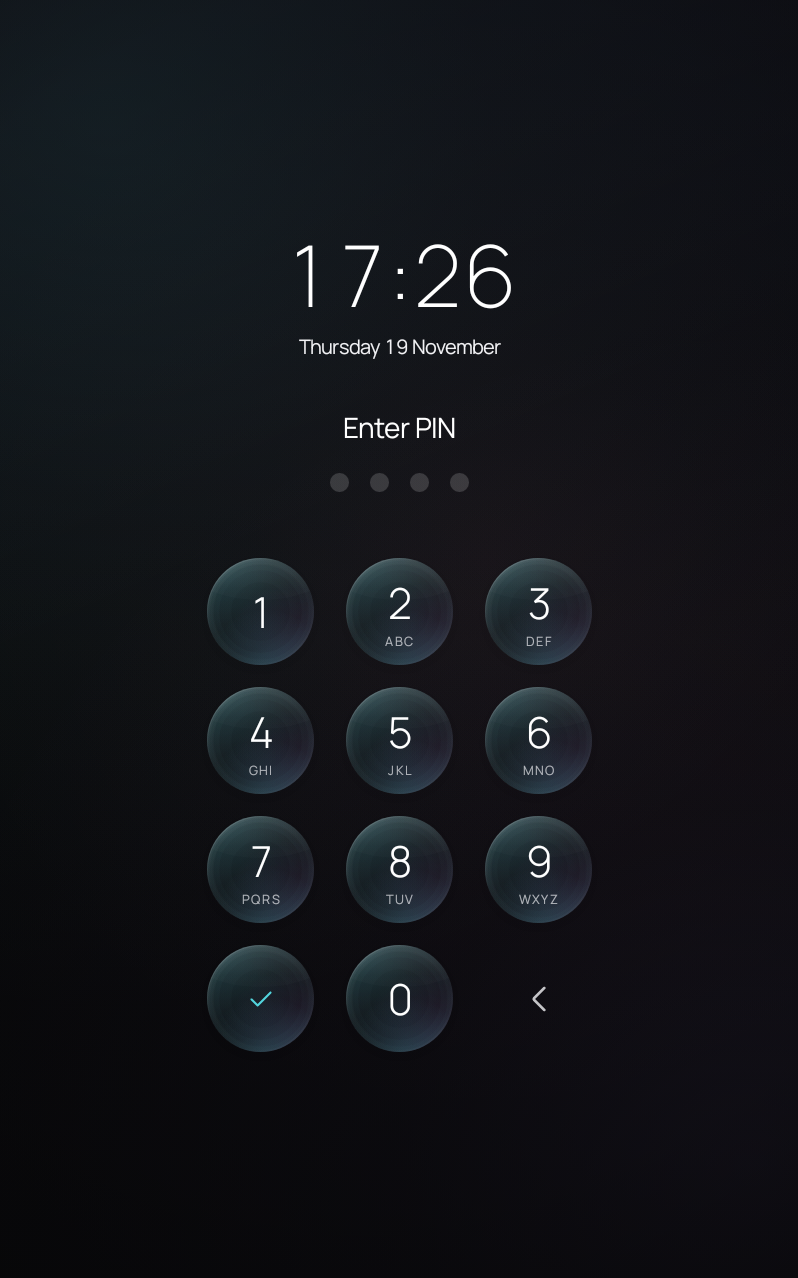 17:26
Thursday 19 November
Enter PIN
1 2 3
ABC DEF
4 5 6
GHI JKL MNO
7 8 9
PQRS TUV WXYZ
0